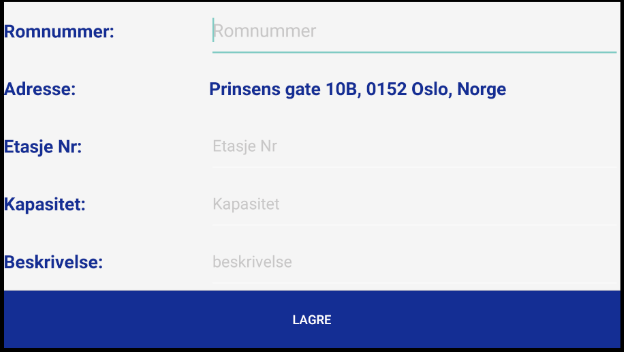 Romnummer: Romnummer
Adresse: Prinsens gate 10B, 0152 Oslo, Norge
Etasje Nr: Etasje Nr
Kapasitet: Kapasitet
Beskrivelse: beskrivelse
LAGRE